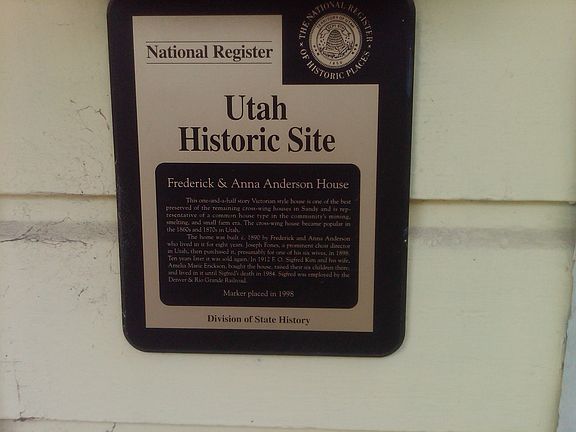 THE NATIONAL REGISTER
OF HISTORIC PLACES
National Register
Utah
Historic Site
Frederick & Anna Anderson House
This one-and-a-half story Victorian style house is one of the best
preserved of the remaining cross-wing houses in Sandy and is rep-
resentative of a common house type in the community's mining,
smelting, and small farm era. The cross-wing house became popular in
the 1860s and 1870s in Utah.
The home was built c. 1890 by Frederick and Anna Anderson
who lived in it for eight years. Joseph Fones, a prominent choir director
in Utah, then purchased it, presumably for one of his six wives, in 1898.
Ten years later it was sold again. In 1912 F. O. Sigfred Kin and his wife,
Amelia Marie Erickson, bought the house, raised their six children there,
and lived in it until Sigfred's death in 1984. Sigfred was employed by the
Denver & Rio Grande Railroad.
Marker placed in 1998
Division of State History